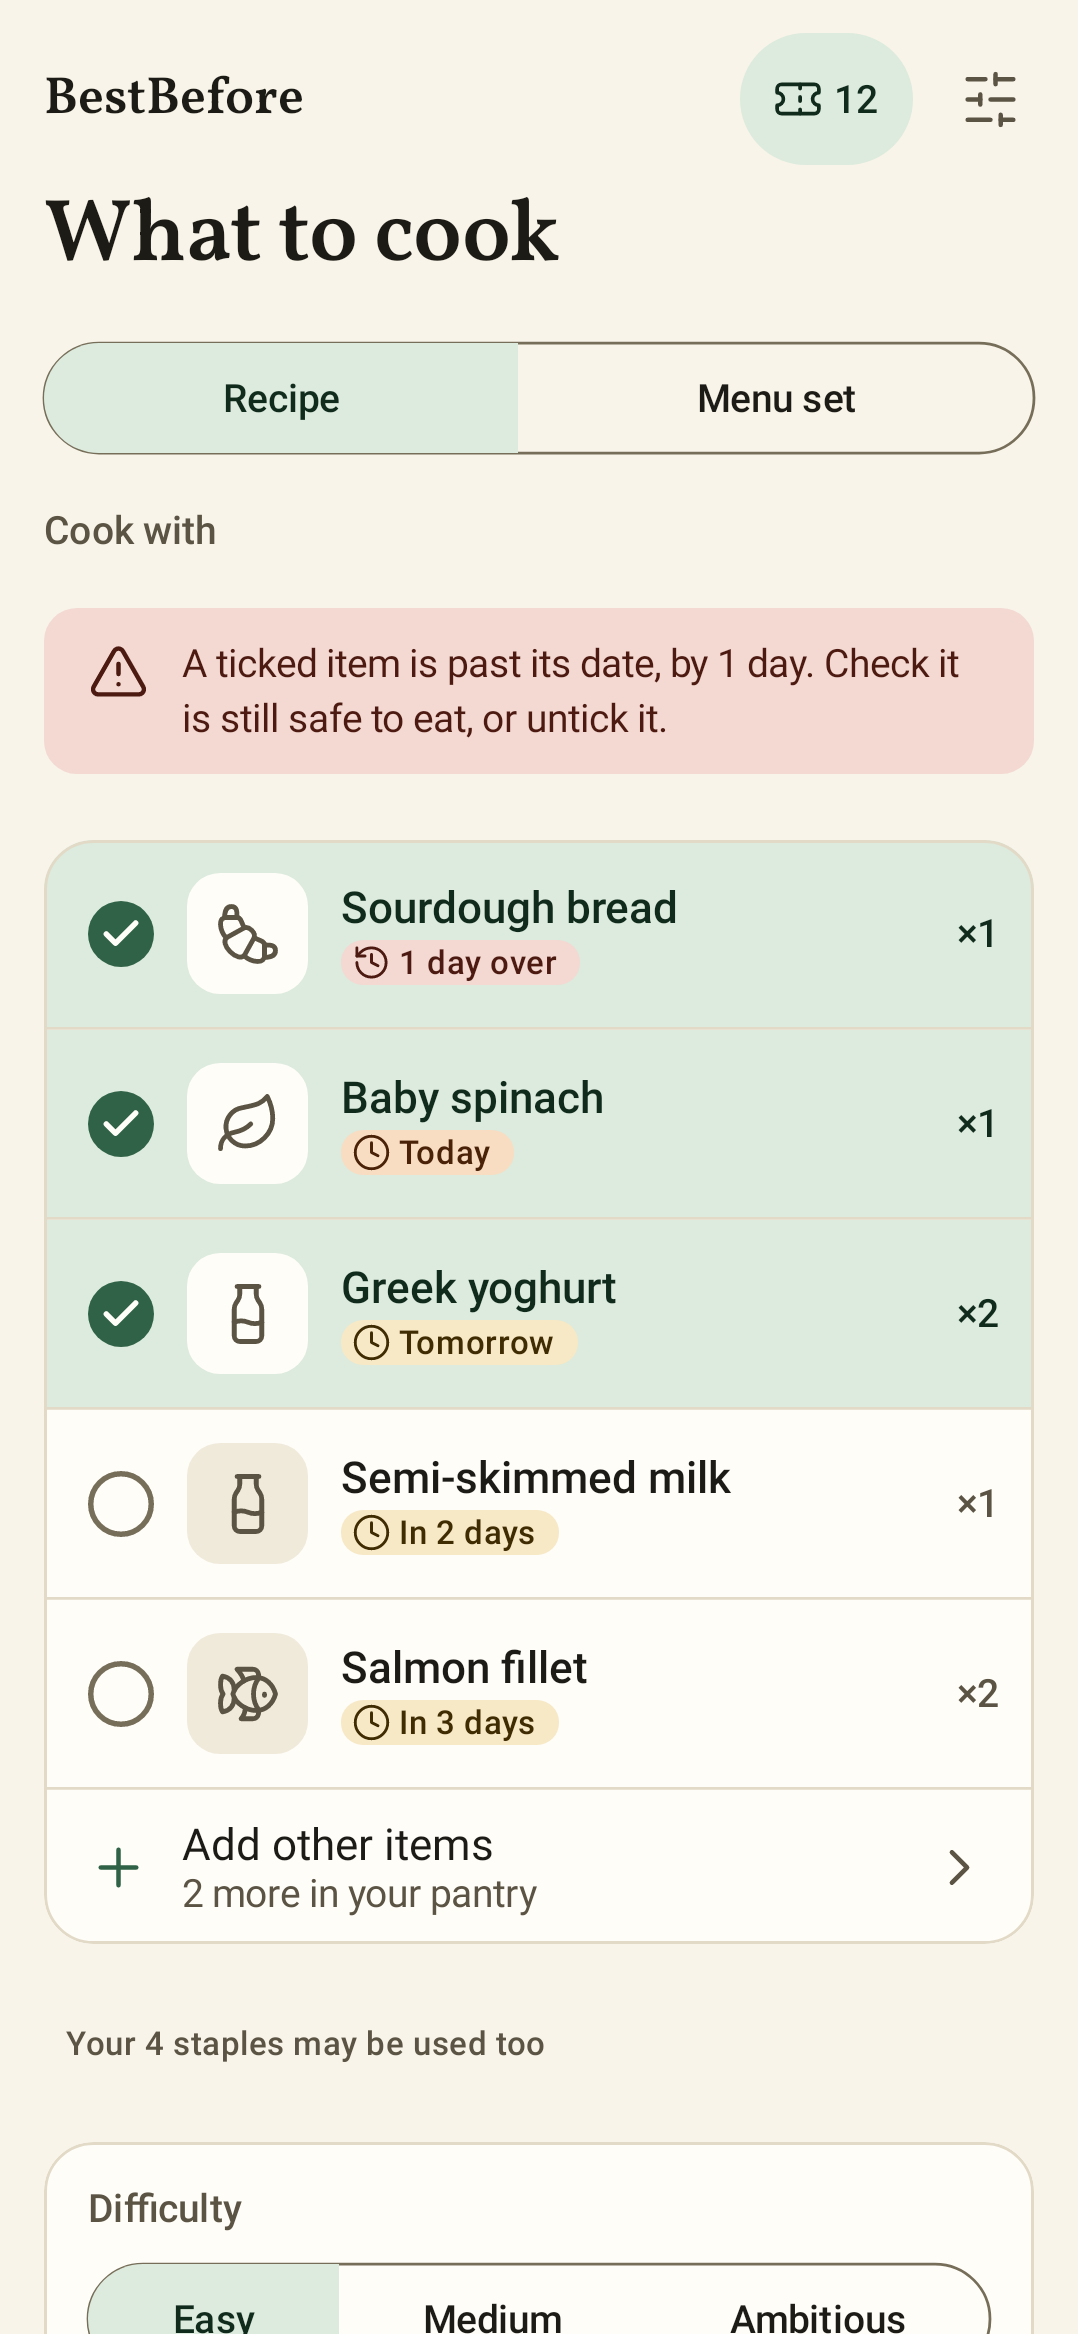 BestBefore
12
What to cook
Recipe
Menu set
Cook with
A ticked item is past its date, by 1 day. Check it
is still safe to eat, or untick it.
Sourdough bread
1 day over
×1
Baby spinach
Today
×1
Greek yoghurt
Tomorrow
×2
Semi-skimmed milk
In 2 days
×1
Salmon fillet
In 3 days
×2
Add other items
2 more in your pantry
Your 4 staples may be used too
Difficulty
Easy
Medium
Ambitious